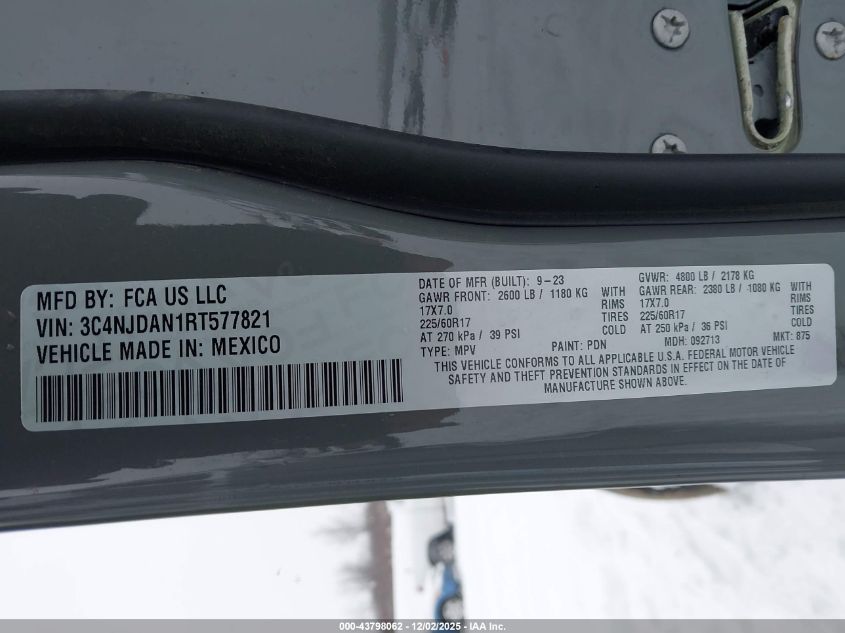 MFD BY: FCA US LLC
VIN: 3C4NJDAN1RT577821
VEHICLE MADE IN: MEXICO
DATE OF MFR (BUILT): 9-23 GVWR: 4800 LB / 2178 KG
GAWR FRONT: 2600 LB / 1180 KG WITH GAWR REAR: 2380 LB / 1080 KG WITH
17X7.0 RIMS 17X7.0 RIMS
225/60R17 TIRES 225/60R17 TIRES
AT 270 kPa / 39 PSI AT 250 kPa / 36 PSI
TYPE: MPV PAINT: PDN MDH: 092713 MKT: 875
THIS VEHICLE CONFORMS TO ALL APPLICABLE U.S.A. FEDERAL MOTOR VEHICLE
SAFETY AND THEFT PREVENTION STANDARDS IN EFFECT ON THE DATE OF
MANUFACTURE SHOWN ABOVE.
000-43798062 - 12/02/2025 - IAA Inc.